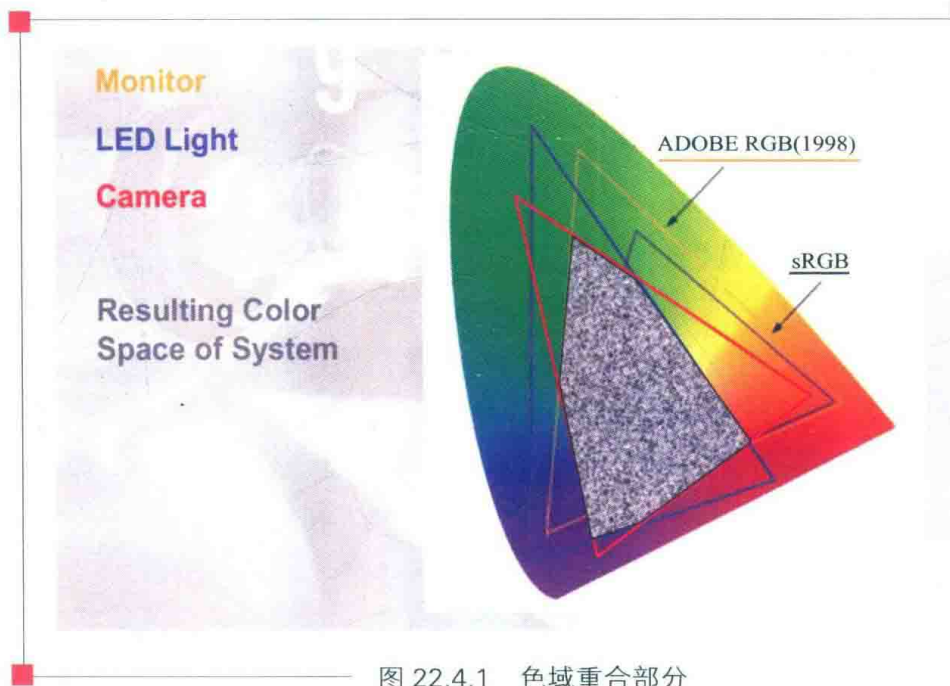 Monitor
LED Light
Camera
Resulting Color
Space of System
ADOBE RGB(1998)
sRGB
图 22.4.1 色域重合部分